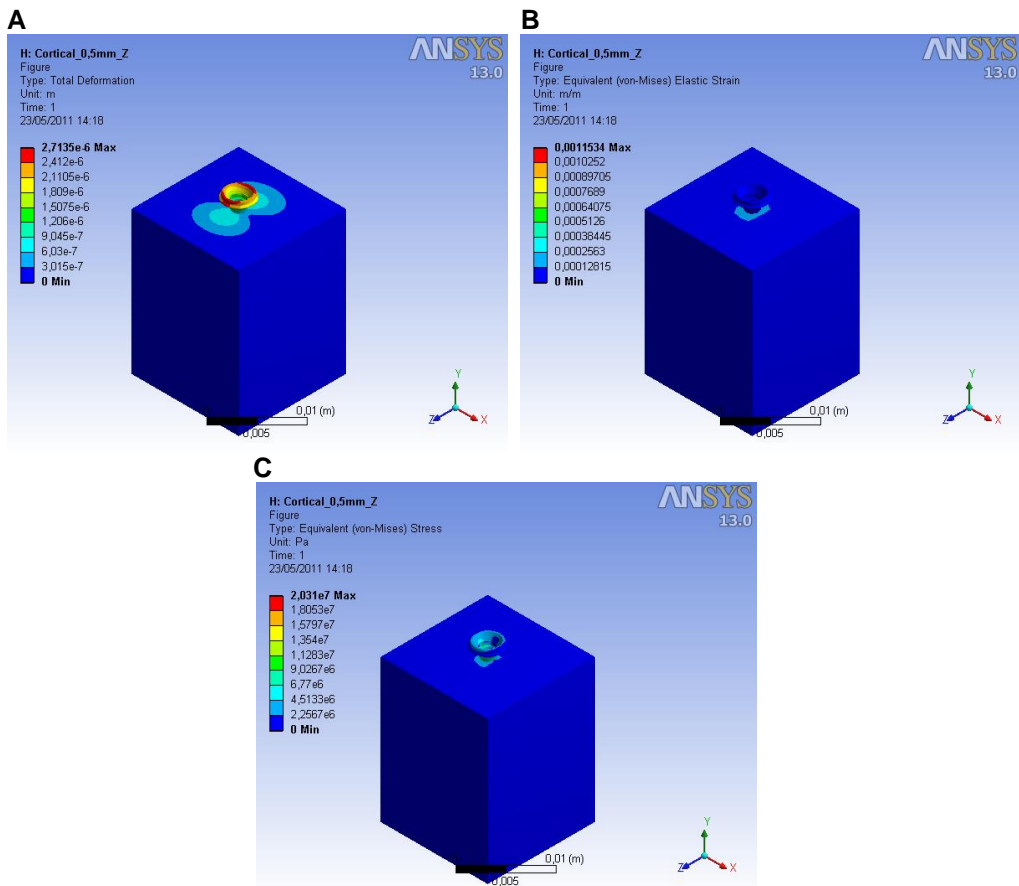 A
H: Cortical_0,5mm_Z
Figure
Type: Total Deformation
Unit: m
Time: 1
23/05/2011 14:18
ANSYS
13.0
2,7135e-6 Max
2,412e-6
2,1105e-6
1,809e-6
1,5075e-6
1,206e-6
9,045e-7
6,03e-7
3,015e-7
0 Min
0,01 (m)
0,005
Y
Z
X
B
H: Cortical_0,5mm_Z
Figure
Type: Equivalent (von-Mises) Elastic Strain
Unit: m/m
Time: 1
23/05/2011 14:18
ANSYS
13.0
0,0011534 Max
0,0010252
0,00089705
0,0007689
0,00064075
0,0005126
0,00038445
0,0002563
0,00012815
0 Min
0,01 (m)
0,005
Y
Z
X
C
H: Cortical_0,5mm_Z
Figure
Type: Equivalent (von-Mises) Stress
Unit: Pa
Time: 1
23/05/2011 14:18
ANSYS
13.0
2,031e7 Max
1,8053e7
1,5797e7
1,354e7
1,1283e7
9,0267e6
6,77e6
4,5133e6
2,2567e6
0 Min
0,01 (m)
0,005
Y
Z
X